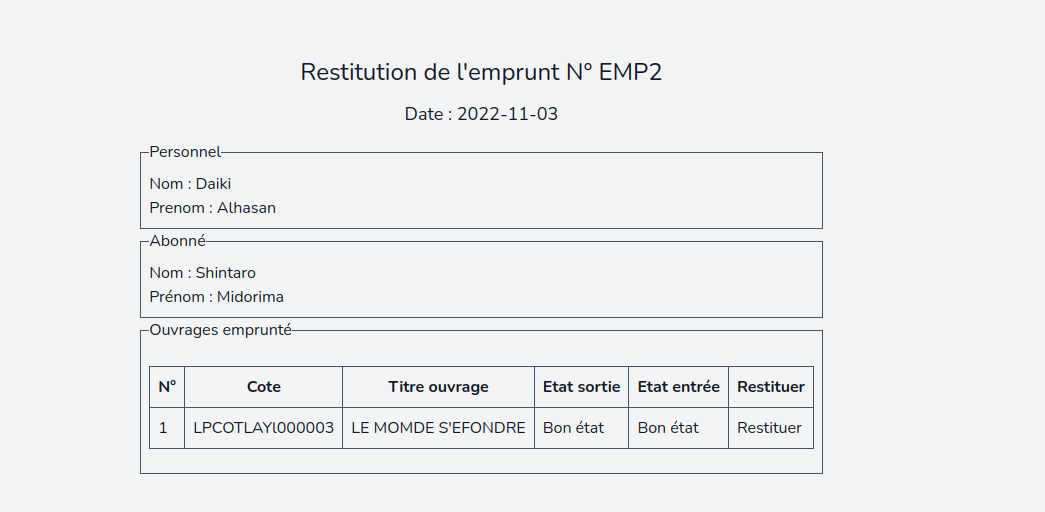 Restitution de l'emprunt N° EMP2
Date : 2022-11-03
Personnel
Nom : Daiki
Prenom : Alhasan
Abonné
Nom : Shintaro
Prénom : Midorima
Ouvrages emprunté
N° Cote Titre ouvrage Etat sortie Etat entrée Restituer
1 LPCOTLAYl000003 LE MOMDE S'EFONDRE Bon état Bon état Restituer